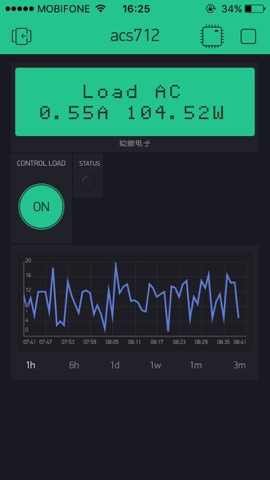 MOBIFONE 16:25 34%
acs712
Load AC
0.55A 104.52W
CONTROL LOAD
STATUS
ON
20
16
12
8
4
0
07:41 07:47 07:53 07:59 08:05 08:11 08:17 08:23 08:29 08:35 08:41
1h 6h 1d 1w 1m 3m